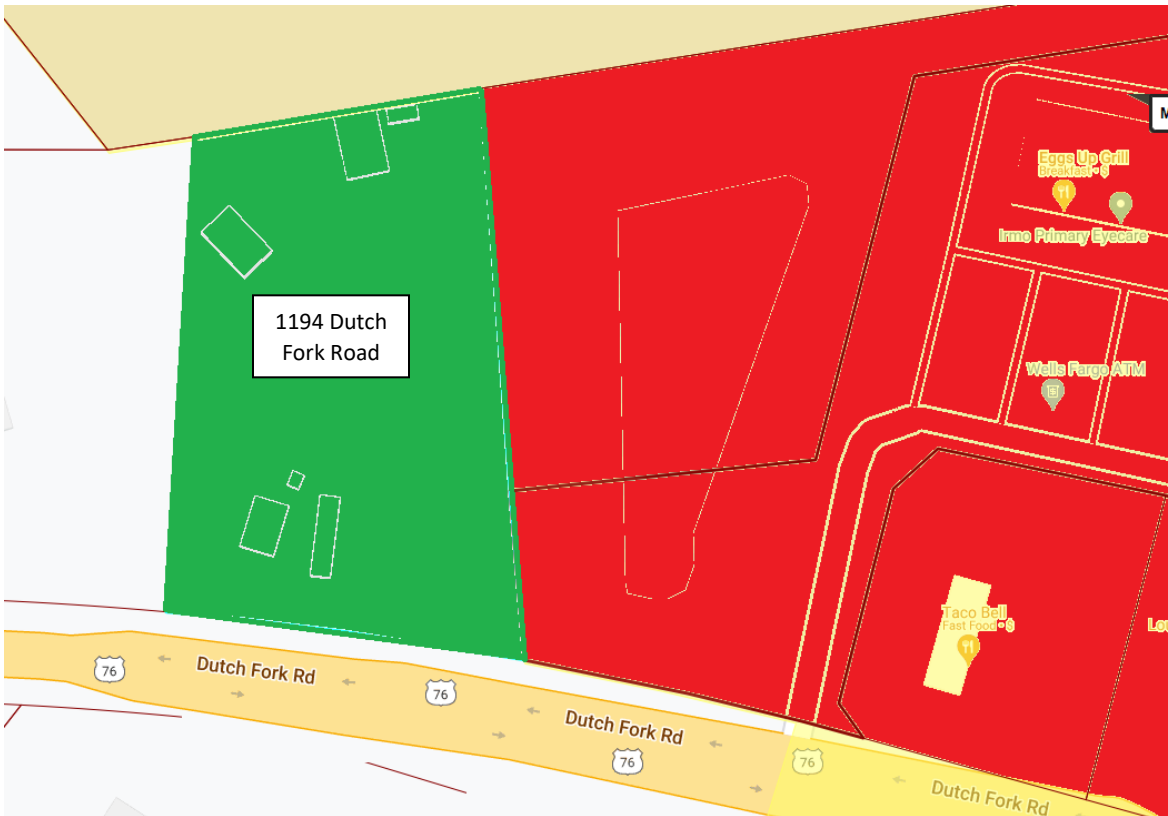 M
Eggs Up Grill
Breakfast • $
Irmo Primary Eyecare
1194 Dutch
Fork Road
Wells Fargo ATM
$
Taco Bell
Fast Food • $
Lou
76
Dutch Fork Rd
76
Dutch Fork Rd
76
76
Dutch Fork Rd